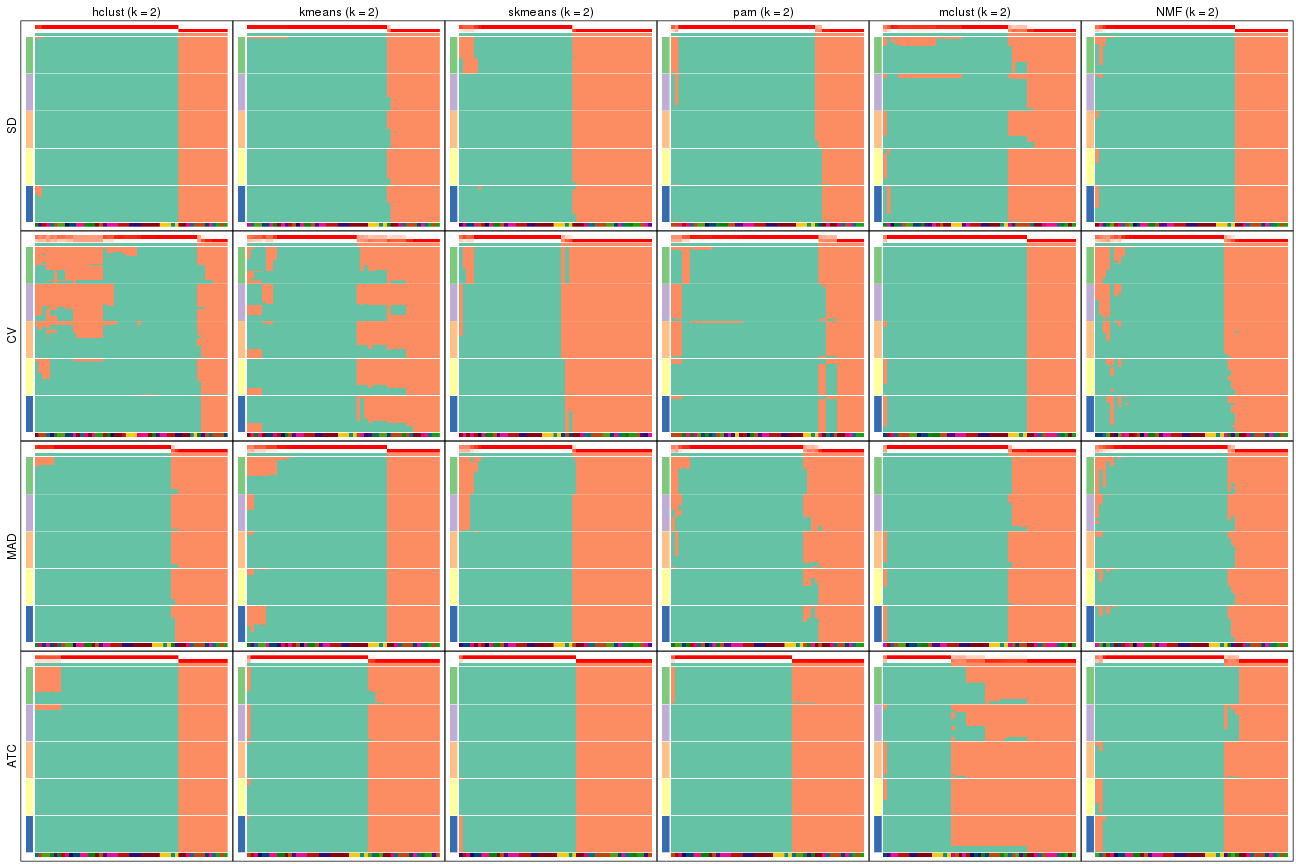 hclust (k = 2) kmeans (k = 2) skmeans (k = 2) pam (k = 2) mclust (k = 2) NMF (k = 2)
SD
CV
MAD
ATC